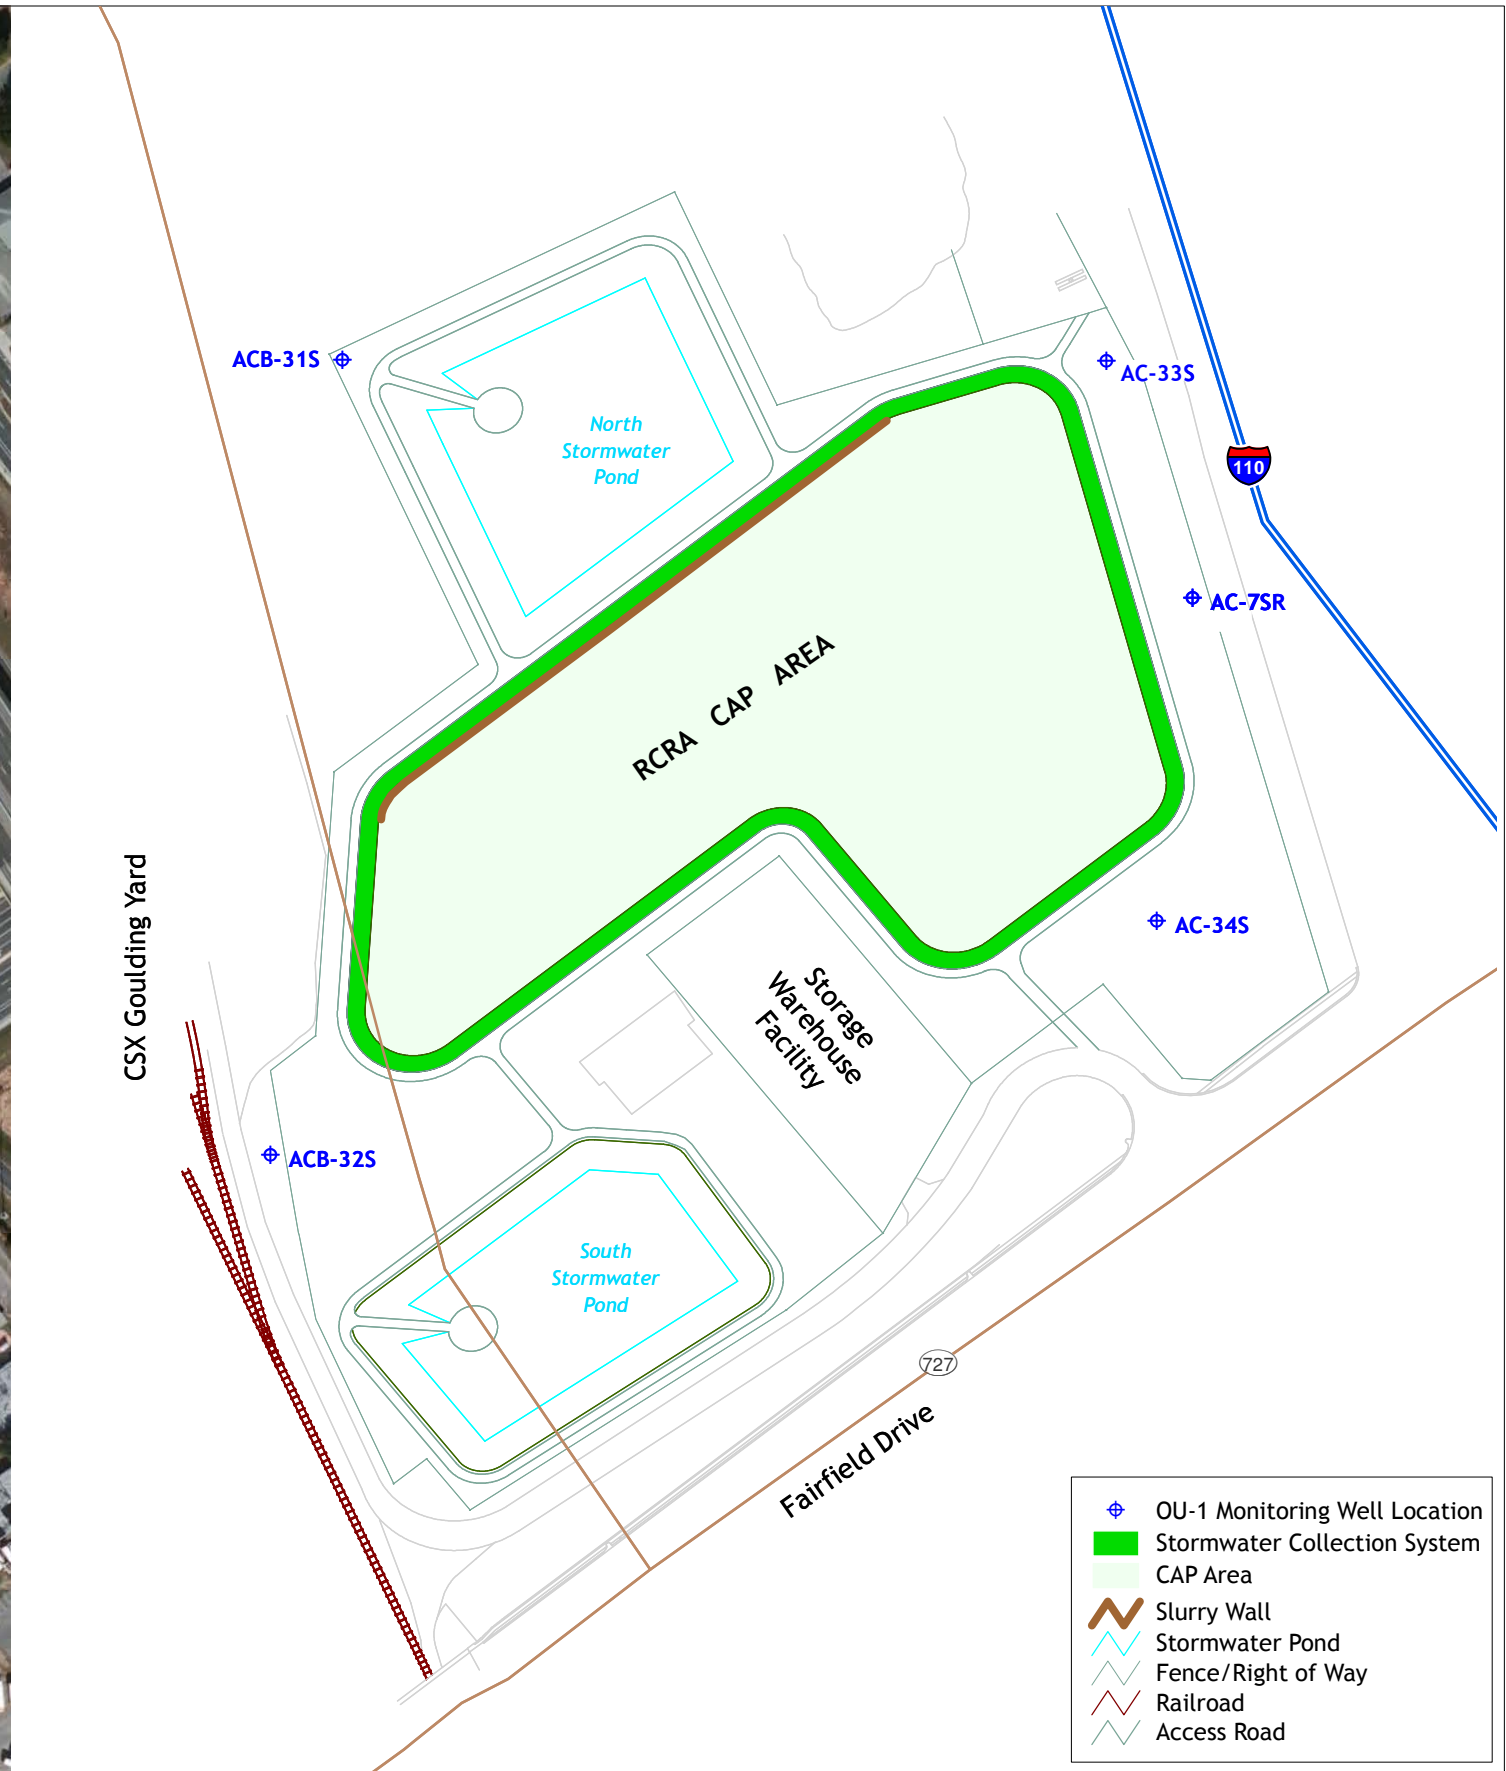 ACB-31S
AC-33S
North
Stormwater
Pond
110
AC-7SR
RCRA CAP AREA
CSX Goulding Yard
AC-34S
Storage
Warehouse
Facility
ACB-32S
South
Stormwater
Pond
727
Fairfield Drive
OU-1 Monitoring Well Location
Stormwater Collection System
CAP Area
Slurry Wall
Stormwater Pond
Fence/Right of Way
Railroad
Access Road